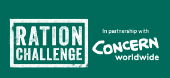 RATION
CHALLENGE
In partnership with
CONCERN
worldwide